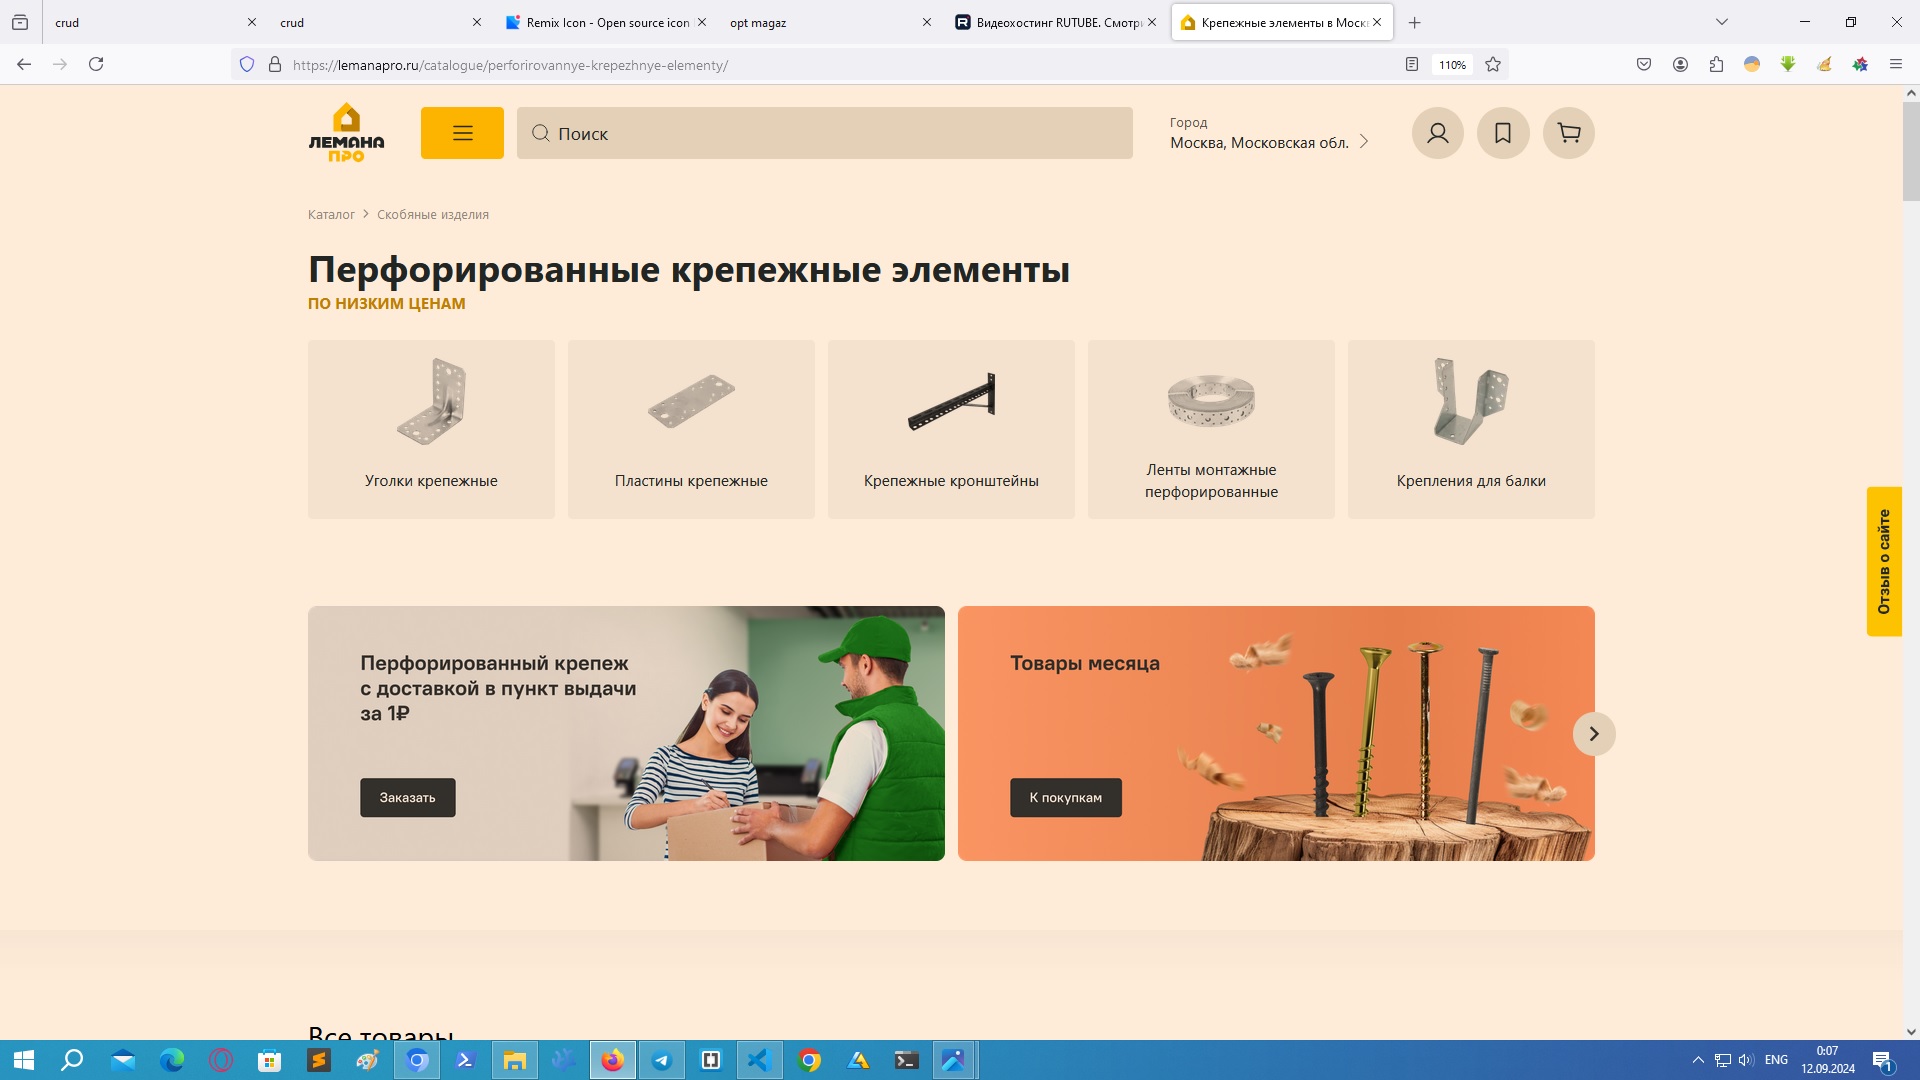 crud
crud
Remix Icon - Open source icon
opt magaz
Видеохостинг RUTUBE. Смотри
Крепежные элементы в Моск
https://lemanapro.ru/catalogue/perforirovannye-krepezhnye-elementy/
110%
ЛЕМАНА
ПРО
Поиск
Город
Москва, Московская обл.
Каталог
Скобяные изделия
Перфорированные крепежные элементы
ПО НИЗКИМ ЦЕНАМ
Уголки крепежные
Пластины крепежные
Крепежные кронштейны
Ленты монтажные
перфорированные
Крепления для балки
Отзыв о сайте
Перфорированный крепеж
с доставкой в пункт выдачи
за 1₽
Заказать
Товары месяца
К покупкам
Все товары
ENG
0:07
12.09.2024
1